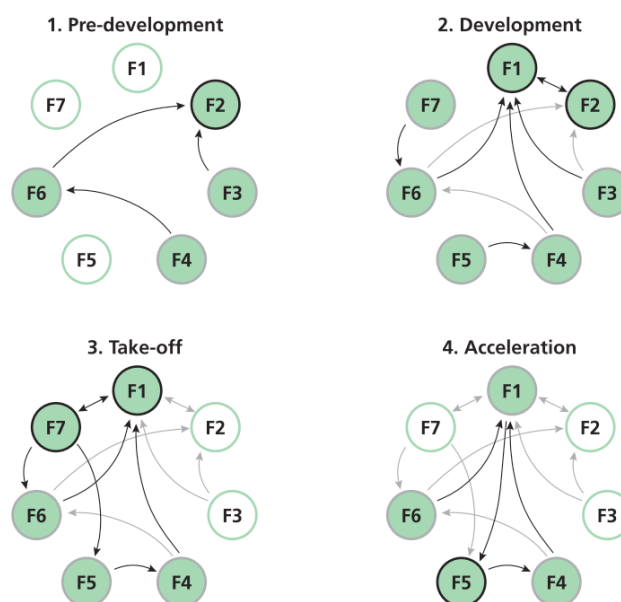 1. Pre-development
F1
F7
F2
F6
F3
F5
F4
2. Development
F1
F7
F2
F6
F3
F5
F4
3. Take-off
F1
F7
F2
F6
F3
F5
F4
4. Acceleration
F1
F7
F2
F6
F3
F5
F4